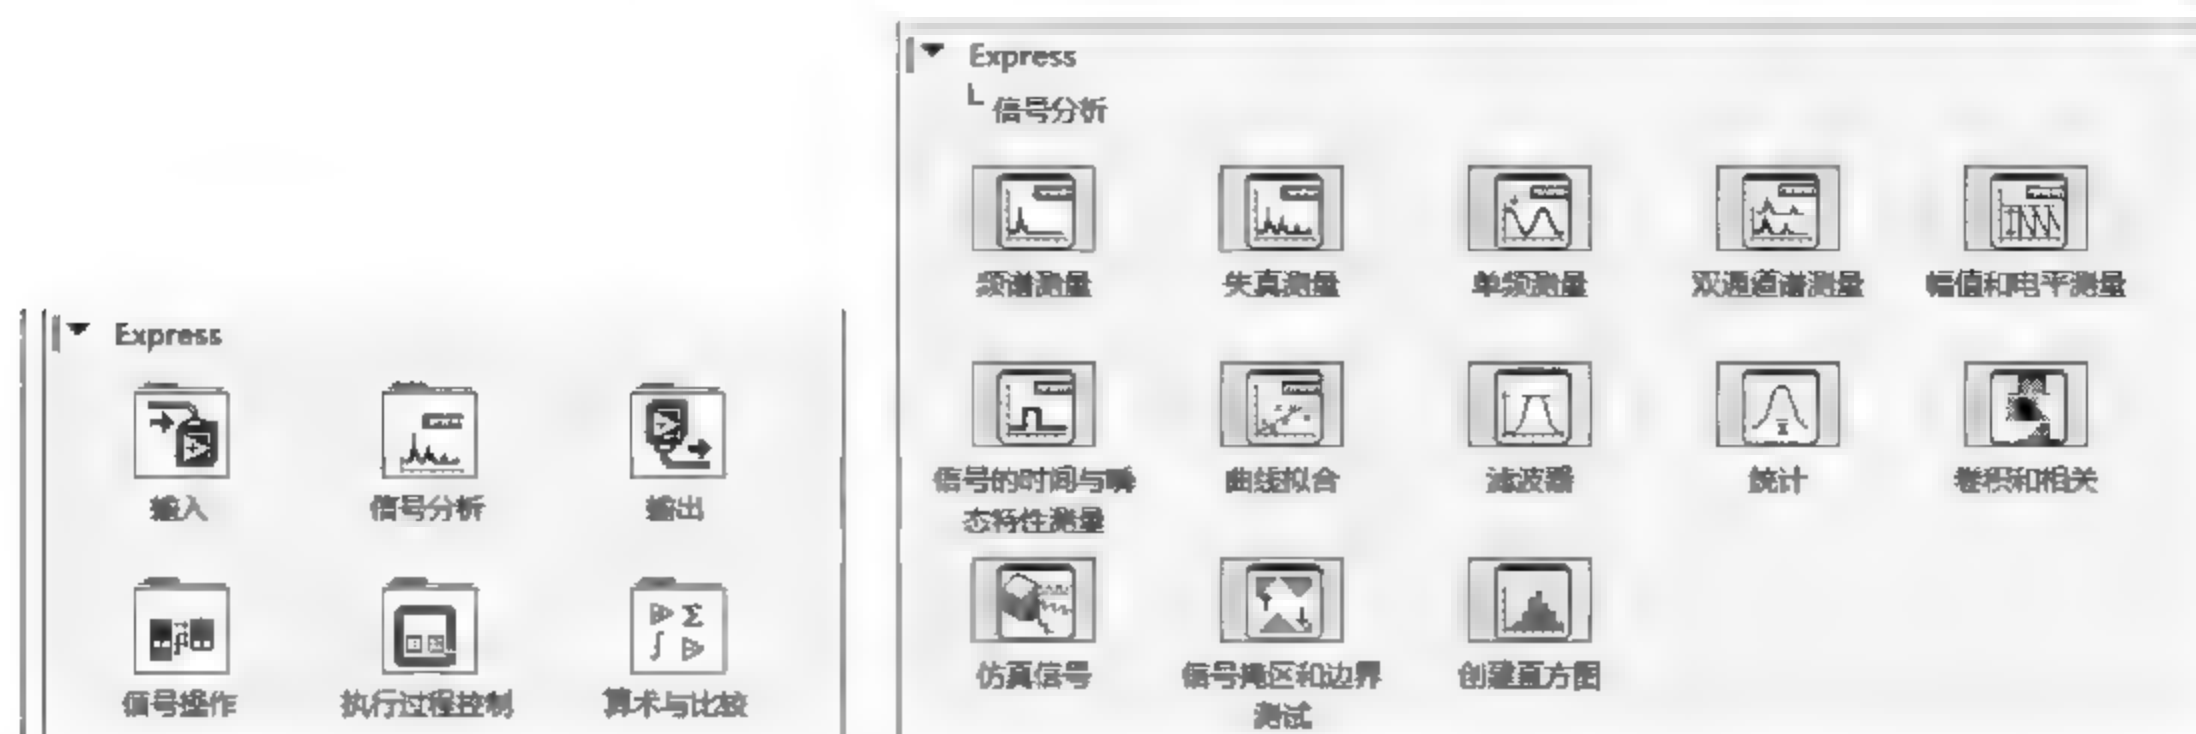 Express
输入 信号分析 输出
信号操作 执行过程控制 算术与比较
Express
信号分析
频谱测量 失真测量 单频测量 双通道谱测量 幅值和电平测量
信号的时间与瞬 曲线拟合 滤波器 统计 卷积和相关
态特性测量
仿真信号 信号掩区和边界 创建直方图
测试